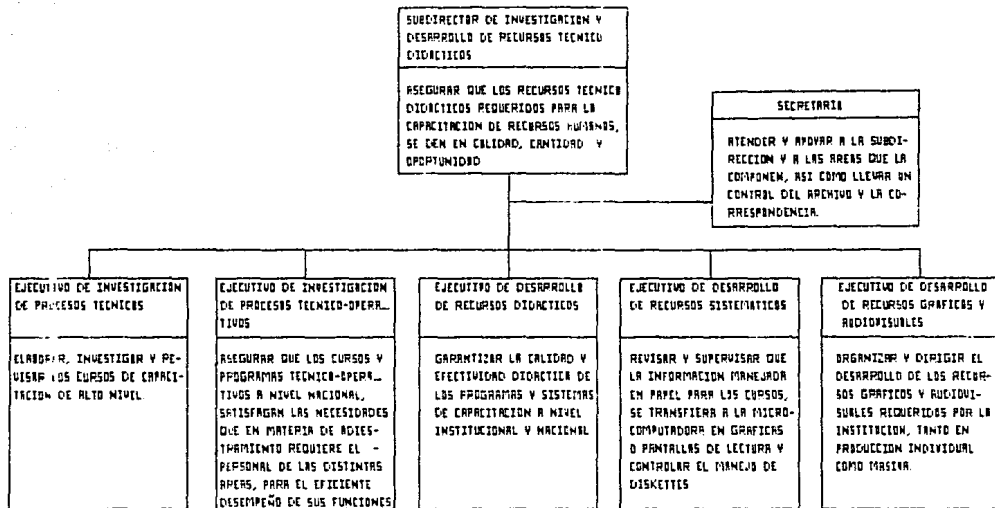 SUBDIRECTOR DE INVESTIGACION Y
DESARROLLO DE RECURSOS TECNICO
DIDACTICOS
ASEGURAR QUE LOS RECURSOS TECNICO
DIDACTICOS REQUERIDOS PARA LA
CAPACITACION DE RECURSOS HUMANOS,
SE DEN EN CALIDAD, CANTIDAD Y
OPORTUNIDAD
SECRETARIA
ATENDER Y APOYAR A LA SUBDI-
RECCION Y A LAS AREAS QUE LA
COMPONEN, ASI COMO LLEVAR UN
CONTROL DEL ARCHIVO Y LA CO-
RRESPONDENCIA.
EJECUTIVO DE INVESTIGACION
DE PROCESOS TECNICOS
ELABORAR, INVESTIGAR Y RE-
VISAR LOS CURSOS DE CAPACI-
TACION DE ALTO NIVEL.
EJECUTIVO DE INVESTIGACION
DE PROCESOS TECNICO-OPERA_
TIVOS
ASEGURAR QUE LOS CURSOS Y
PROGRAMAS TECNICO-OPERA_
TIVOS A NIVEL NACIONAL,
SATISFAGAN LAS NECESIDADES
QUE EN MATERIA DE ADIES-
TRAMIENTO REQUIERE EL -
PERSONAL DE LAS DISTINTAS
AREAS, PARA EL EFICIENTE
DESEMPEÑO DE SUS FUNCIONES
EJECUTIVO DE DESARROLLO
DE RECURSOS DIDACTICOS
GARANTIZAR LA CALIDAD Y
EFECTIVIDAD DIDACTICA DE
LOS PROGRAMAS Y SISTEMAS
DE CAPACITACION A NIVEL
INSTITUCIONAL Y NACIONAL
EJECUTIVO DE DESARROLLO
DE RECURSOS SISTEMATICOS
REVISAR Y SUPERVISAR QUE
LA INFORMACION MANEJADA
EN PAPEL PARA LOS CURSOS,
SE TRANSFIERA A LA MICRO-
COMPUTADORA EN GRAFICAS
O PANTALLAS DE LECTURA Y
CONTROLAR EL MANEJO DE
DISKETTES
EJECUTIVO DE DESARROLLO
DE RECURSOS GRAFICOS Y
AUDIOVISUALES
ORGANIZAR Y DIRIGIR EL
DESARROLLO DE LOS RECUR-
SOS GRAFICOS Y AUDIOVI-
SUALES REQUERIDOS POR LA
INSTITUCION, TANTO EN
PRODUCCION INDIVIDUAL
COMO MASIVA.